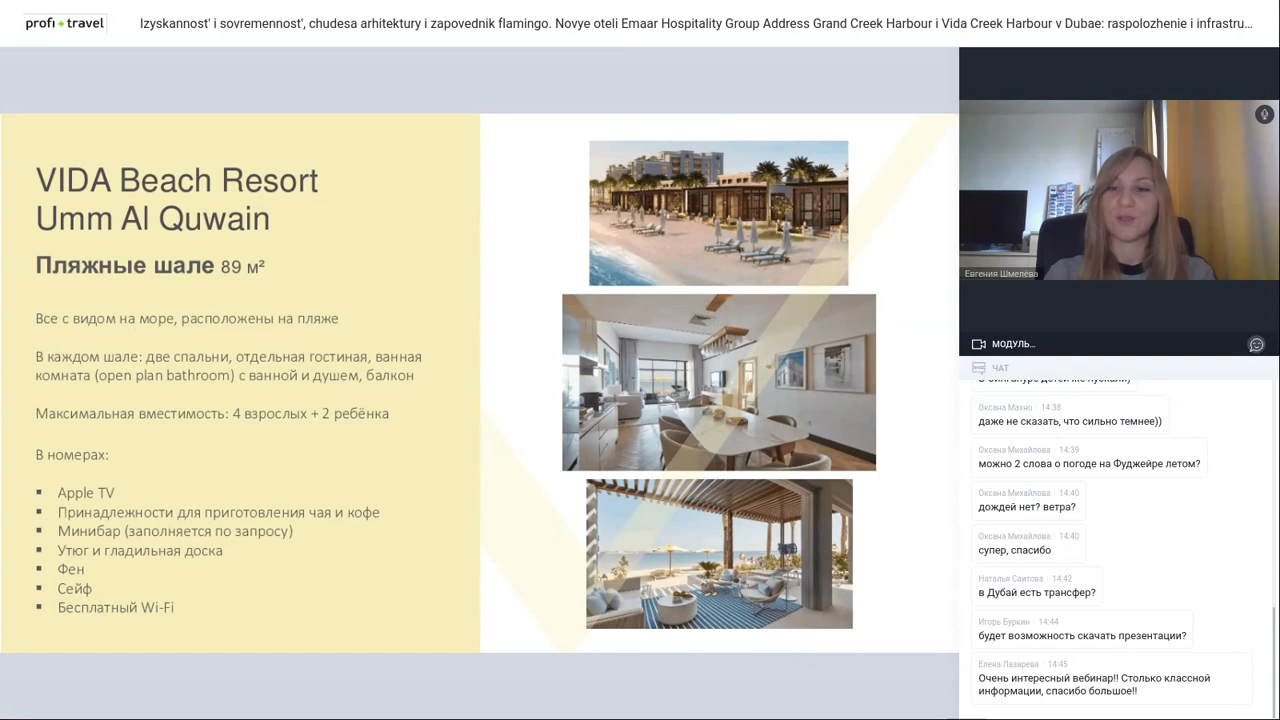 profi+travel
Izyskannost' i sovremennost', chudesa arhitektury i zapovednik flamingo. Novye oteli Emaar Hospitality Group Address Grand Creek Harbour i Vida Creek Harbour v Dubae: raspolozhenie i infrastru...
VIDA Beach Resort
Umm Al Quwain
Пляжные шале 89 м²
Все с видом на море, расположены на пляже
В каждом шале: две спальни, отдельная гостиная, ванная
комната (open plan bathroom) с ванной и душем, балкон
Максимальная вместимость: 4 взрослых + 2 ребёнка
В номерах:
▪ Apple TV
▪ Принадлежности для приготовления чая и кофе
▪ Минибар (заполняется по запросу)
▪ Утюг и гладильная доска
▪ Фен
▪ Сейф
▪ Бесплатный Wi-Fi
Евгения Шмелёва
МОДУЛЬ...
ЧАТ
Оксана Махно 14:38
даже не сказать, что сильно темнее))
Оксана Михайлова 14:39
можно 2 слова о погоде на Фуджейре летом?
Оксана Михайлова 14:40
дождей нет? ветра?
Оксана Михайлова 14:40
супер, спасибо
Наталья Саитова 14:42
в Дубай есть трансфер?
Игорь Буркин 14:44
будет возможность скачать презентации?
Елена Лазарева 14:45
Очень интересный вебинар!! Столько классной
информации, спасибо большое!!